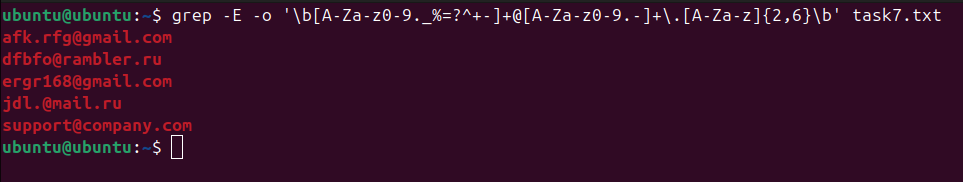 ubuntu@ubuntu:~$ grep -E -o '\b[A-Za-z0-9._%=?^+-]+@[A-Za-z0-9.-]+\.[A-Za-z]{2,6}\b' task7.txt
afk.rfg@gmail.com
dfbfo@rambler.ru
ergr168@gmail.com
jdl.@mail.ru
support@company.com
ubuntu@ubuntu:~$